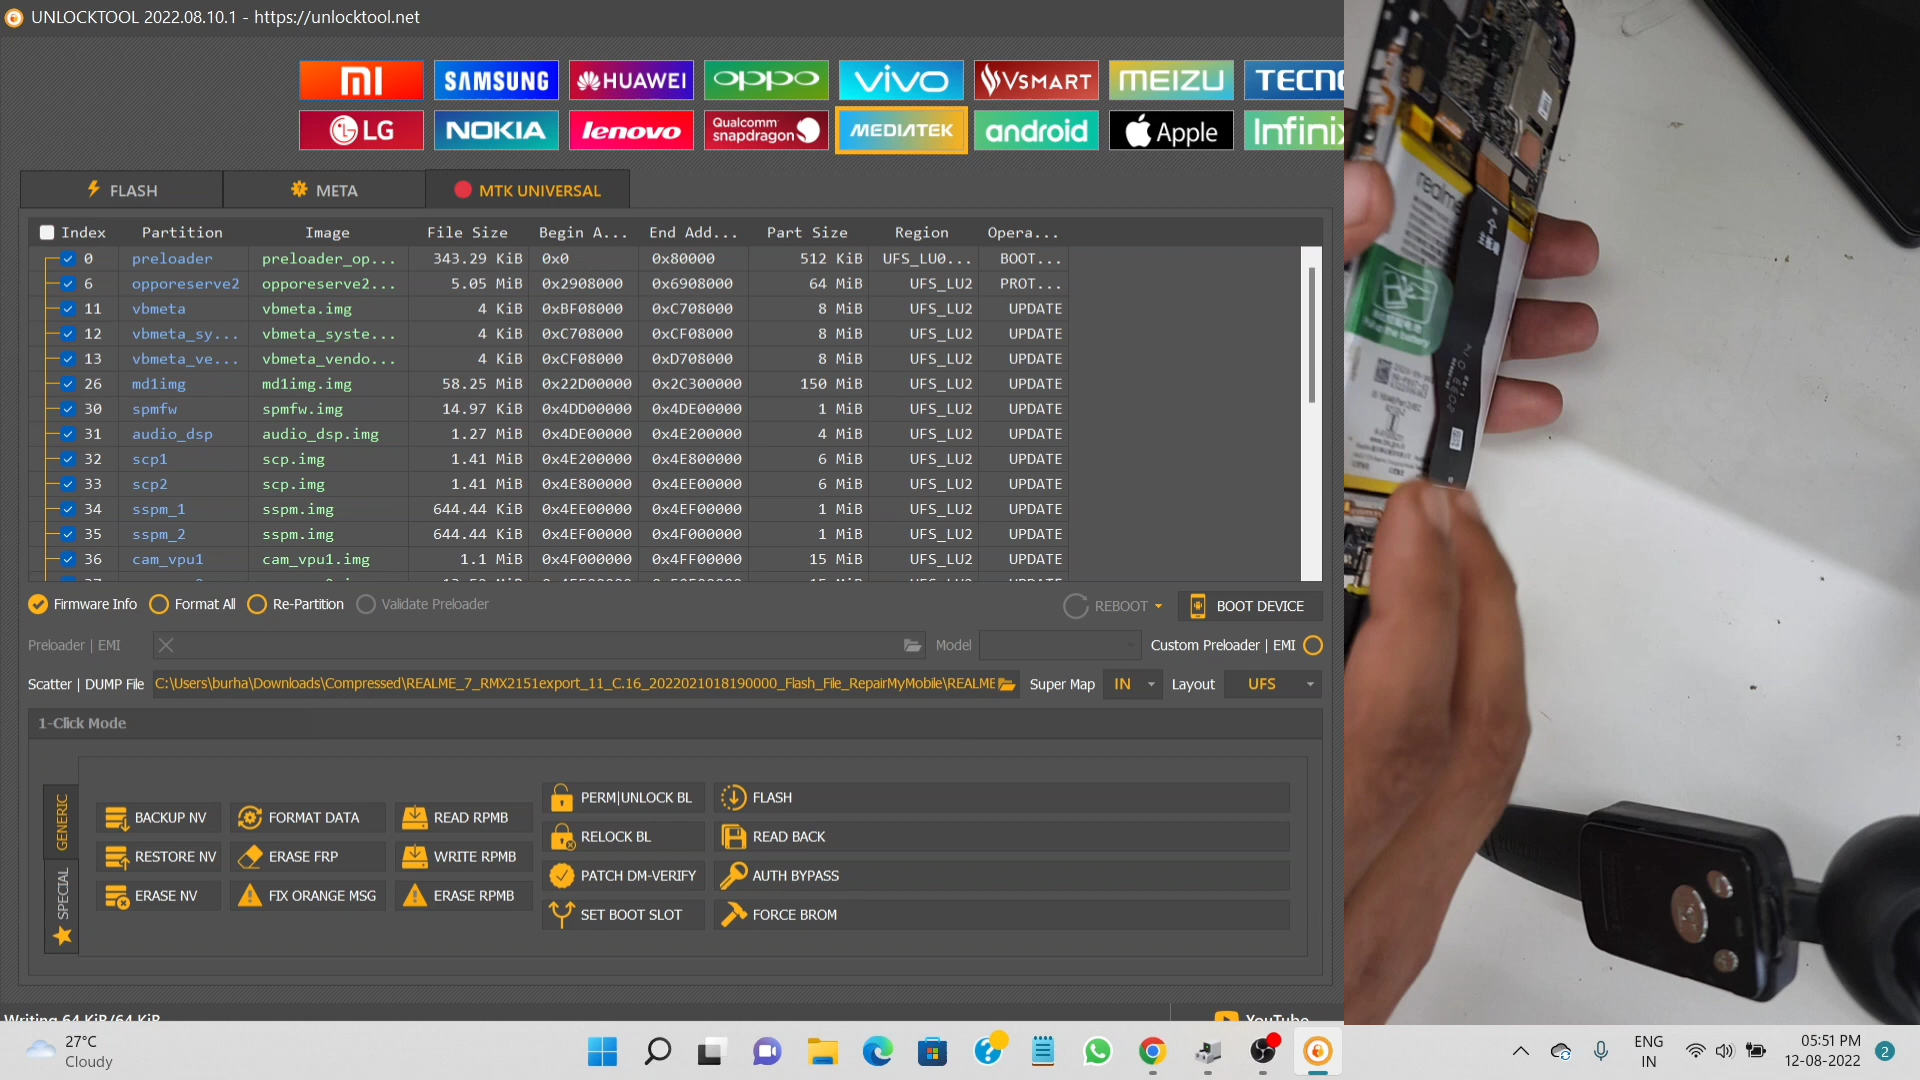 UNLOCKTOOL 2022.08.10.1 - https://unlocktool.net
mi SAMSUNG HUAWEI oppo vivo VSMART MEIZU TECNO
LG NOKIA lenovo Qualcomm snapdragon MEDIATEK android Apple Infinix
FLASH META MTK UNIVERSAL
Index Partition Image File Size Begin A... End Add... Part Size Region Opera...
0 preloader preloader_op... 343.29 KiB 0x0 0x80000 512 KiB UFS_LU0... BOOT...
6 opporeserve2 opporeserve2... 5.05 MiB 0x2908000 0x6908000 64 MiB UFS_LU2 PROT...
11 vbmeta vbmeta.img 4 KiB 0xBF08000 0xC708000 8 MiB UFS_LU2 UPDATE
12 vbmeta_sy... vbmeta_syste... 4 KiB 0xC708000 0xCF08000 8 MiB UFS_LU2 UPDATE
13 vbmeta_ve... vbmeta_vendo... 4 KiB 0xCF08000 0xD708000 8 MiB UFS_LU2 UPDATE
26 md1img md1img.img 58.25 MiB 0x22D00000 0x2C300000 150 MiB UFS_LU2 UPDATE
30 spmfw spmfw.img 14.97 KiB 0x4DD00000 0x4DE00000 1 MiB UFS_LU2 UPDATE
31 audio_dsp audio_dsp.img 1.27 MiB 0x4DE00000 0x4E200000 4 MiB UFS_LU2 UPDATE
32 scp1 scp.img 1.41 MiB 0x4E200000 0x4E800000 6 MiB UFS_LU2 UPDATE
33 scp2 scp.img 1.41 MiB 0x4E800000 0x4EE00000 6 MiB UFS_LU2 UPDATE
34 sspm_1 sspm.img 644.44 KiB 0x4EE00000 0x4EF00000 1 MiB UFS_LU2 UPDATE
35 sspm_2 sspm.img 644.44 KiB 0x4EF00000 0x4F000000 1 MiB UFS_LU2 UPDATE
36 cam_vpu1 cam_vpu1.img 1.1 MiB 0x4F000000 0x4FF00000 15 MiB UFS_LU2 UPDATE
Firmware Info Format All Re-Partition Validate Preloader REBOOT BOOT DEVICE
Preloader | EMI Model Custom Preloader | EMI
Scatter | DUMP File C:\Users\burha\Downloads\Compressed\REALME_7_RMX2151export_11_C.16_2022021018190000_Flash_File_RepairMyMobile\REALME Super Map IN Layout UFS
1-Click Mode
GENERIC
SPECIAL
BACKUP NV FORMAT DATA READ RPMB
RESTORE NV ERASE FRP WRITE RPMB
ERASE NV FIX ORANGE MSG ERASE RPMB
PERM|UNLOCK BL FLASH
RELOCK BL READ BACK
PATCH DM-VERIFY AUTH BYPASS
SET BOOT SLOT FORCE BROM
Writing 64 KiB/64 KiB
YouTube
27°C
Cloudy
ENG
IN
05:51 PM
12-08-2022
2
realme